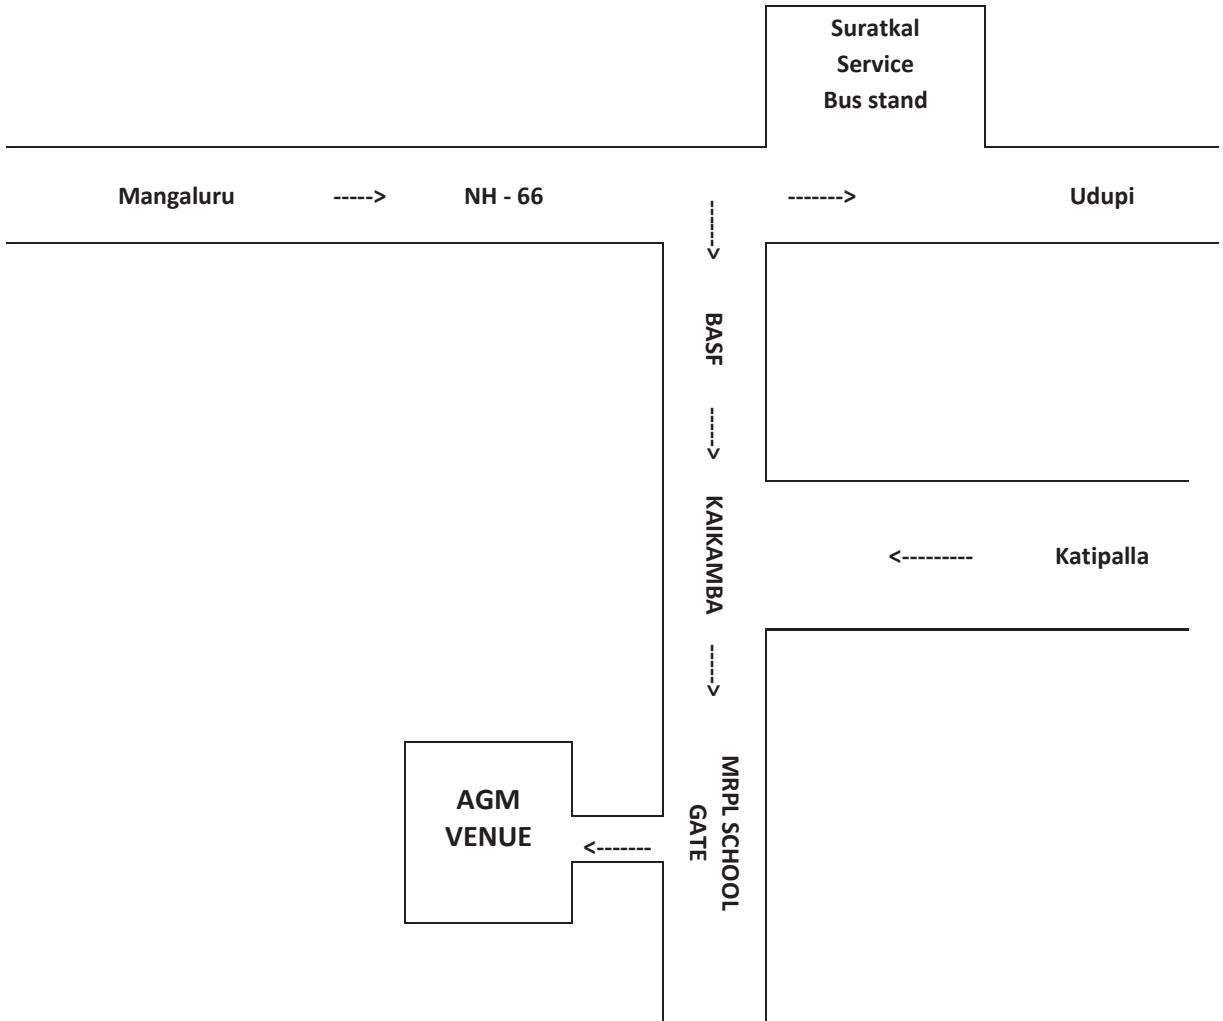 Suratkal
Service
Bus stand
Mangaluru -----> NH - 66 -------> Udupi
------>
BASF
------>
KAIKAMBA
<--------- Katipalla
------>
MRPL SCHOOL
GATE
AGM
VENUE
<-------